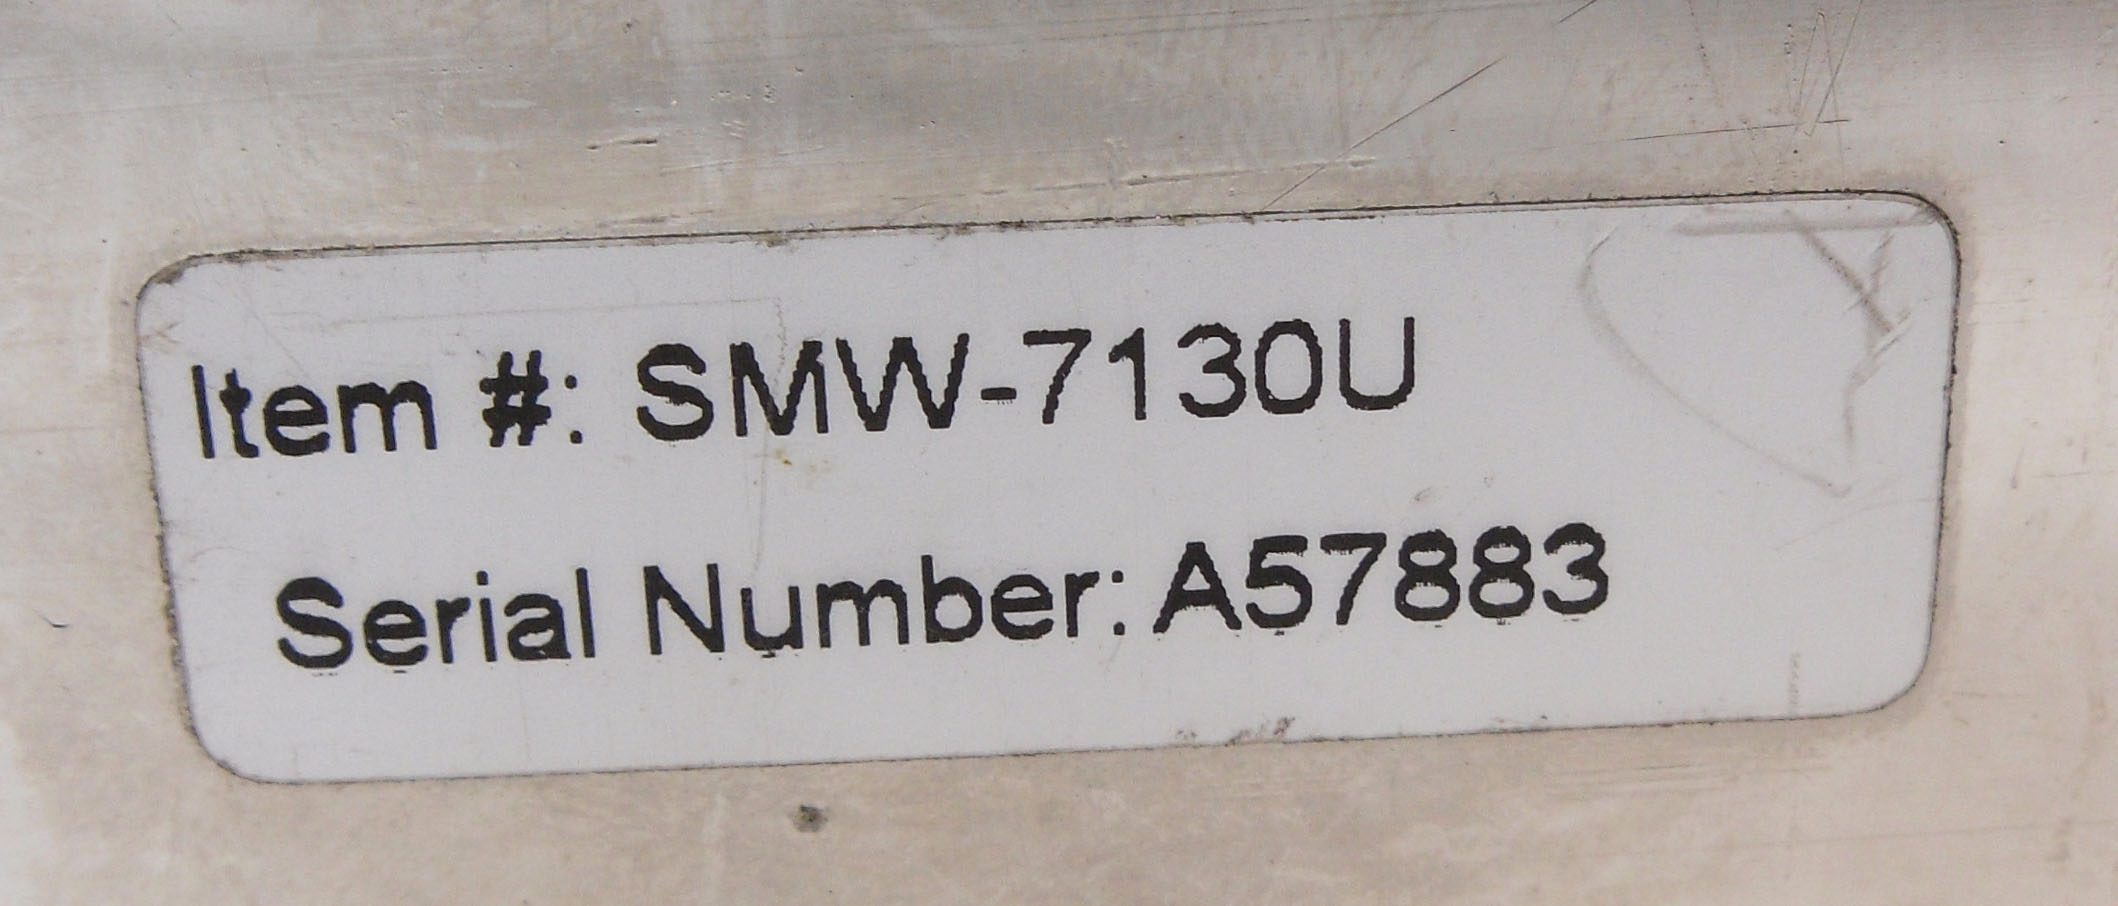 Item #: SMW-7130U
Serial Number: A57883